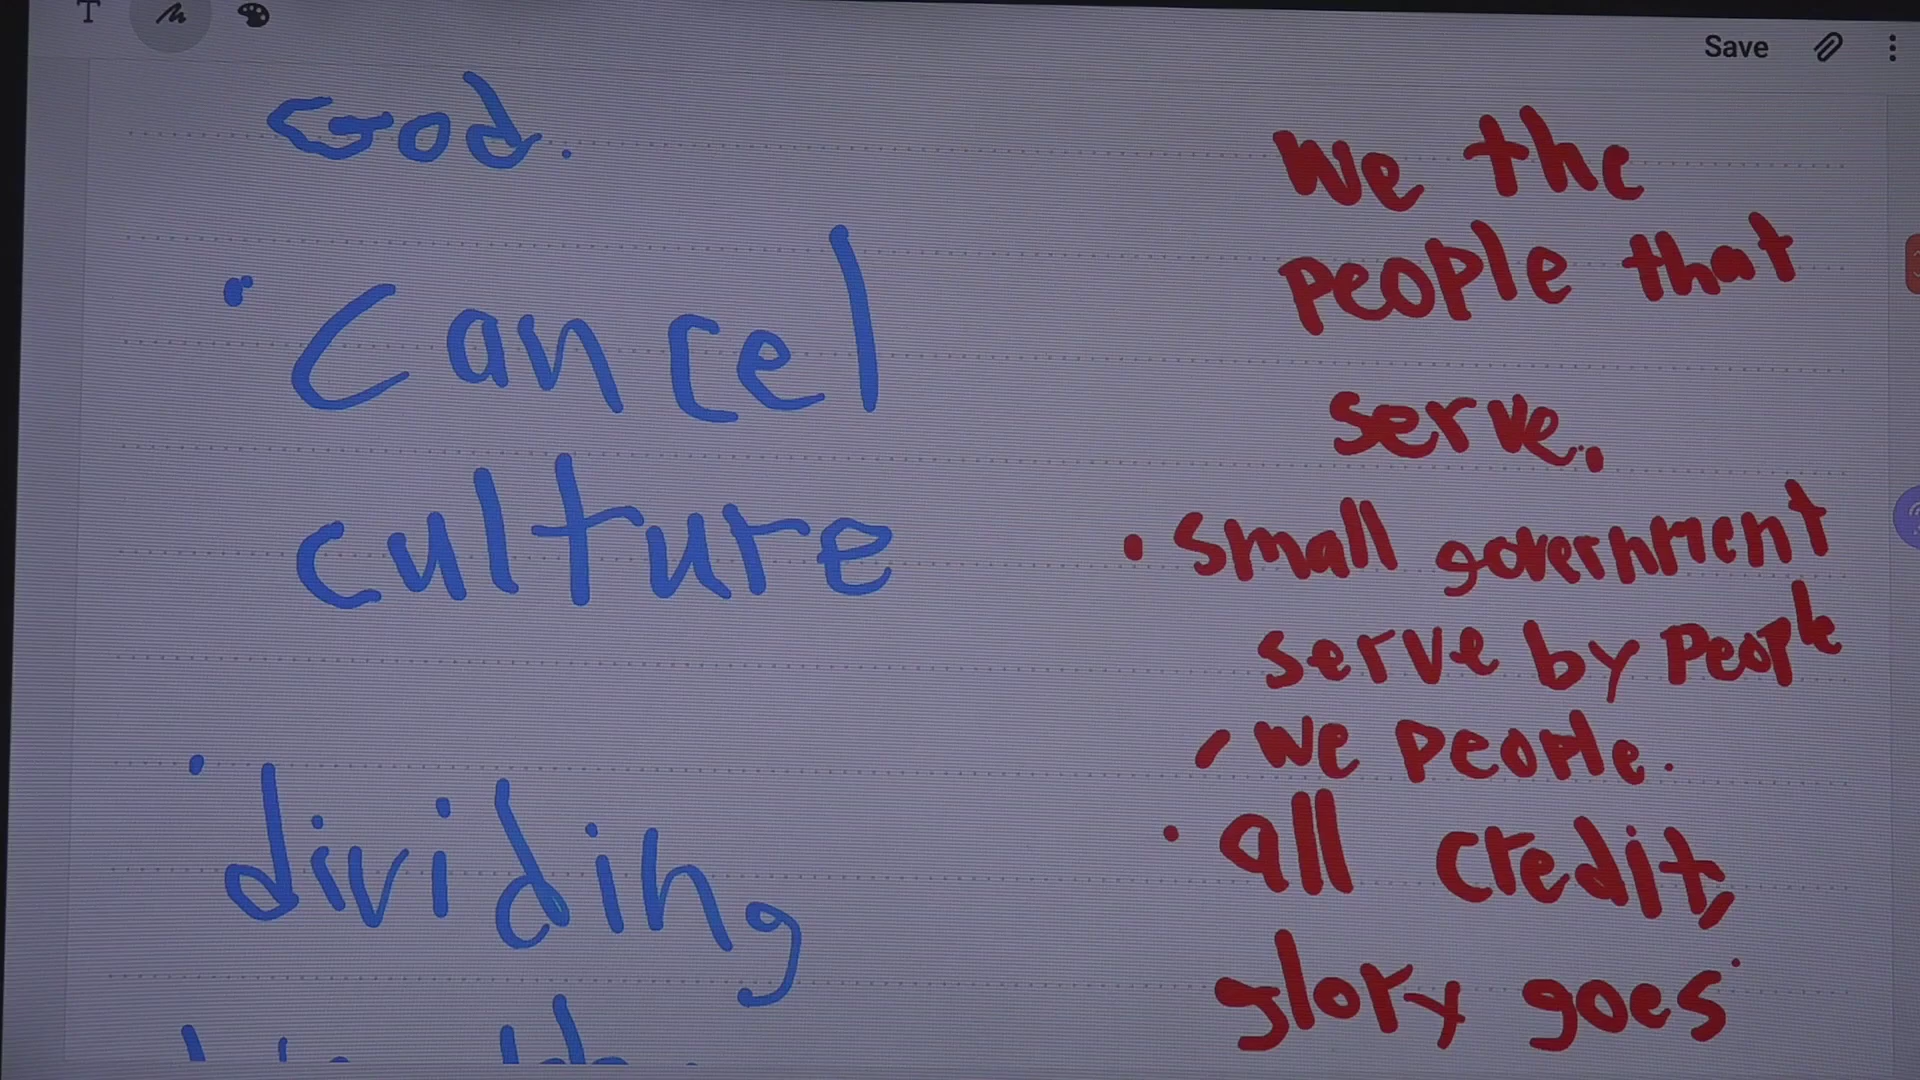 T
Save
God.
• Cancel
culture
• dividing
We the
people that
serve.
• Small government
serve by People
, we people.
• all credit,
glory goes